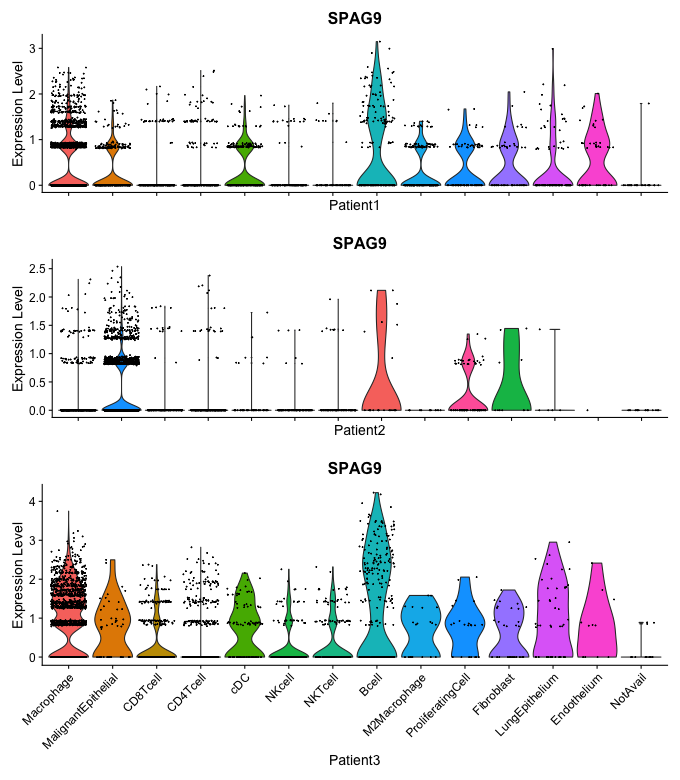 SPAG9
Expression Level
3
2
1
0
Patient1
SPAG9
Expression Level
2.5
2.0
1.5
1.0
0.5
0.0
Patient2
SPAG9
Expression Level
4
3
2
1
0
Macrophage
MalignantEpithelial
CD8Tcell
CD4Tcell
cDC
NKcell
NKTcell
Bcell
M2Macrophage
ProliferatingCell
Fibroblast
LungEpithelium
Endothelium
NotAvail
Patient3